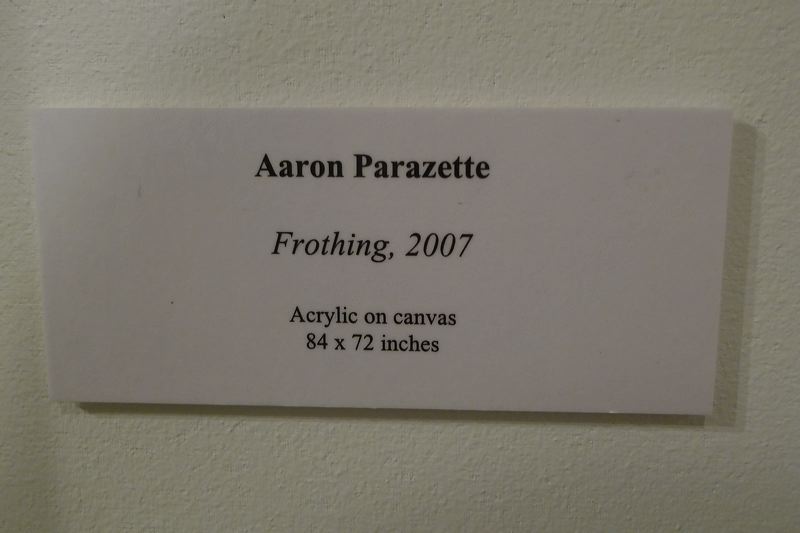 Aaron Parazette
Frothing, 2007
Acrylic on canvas
84 x 72 inches